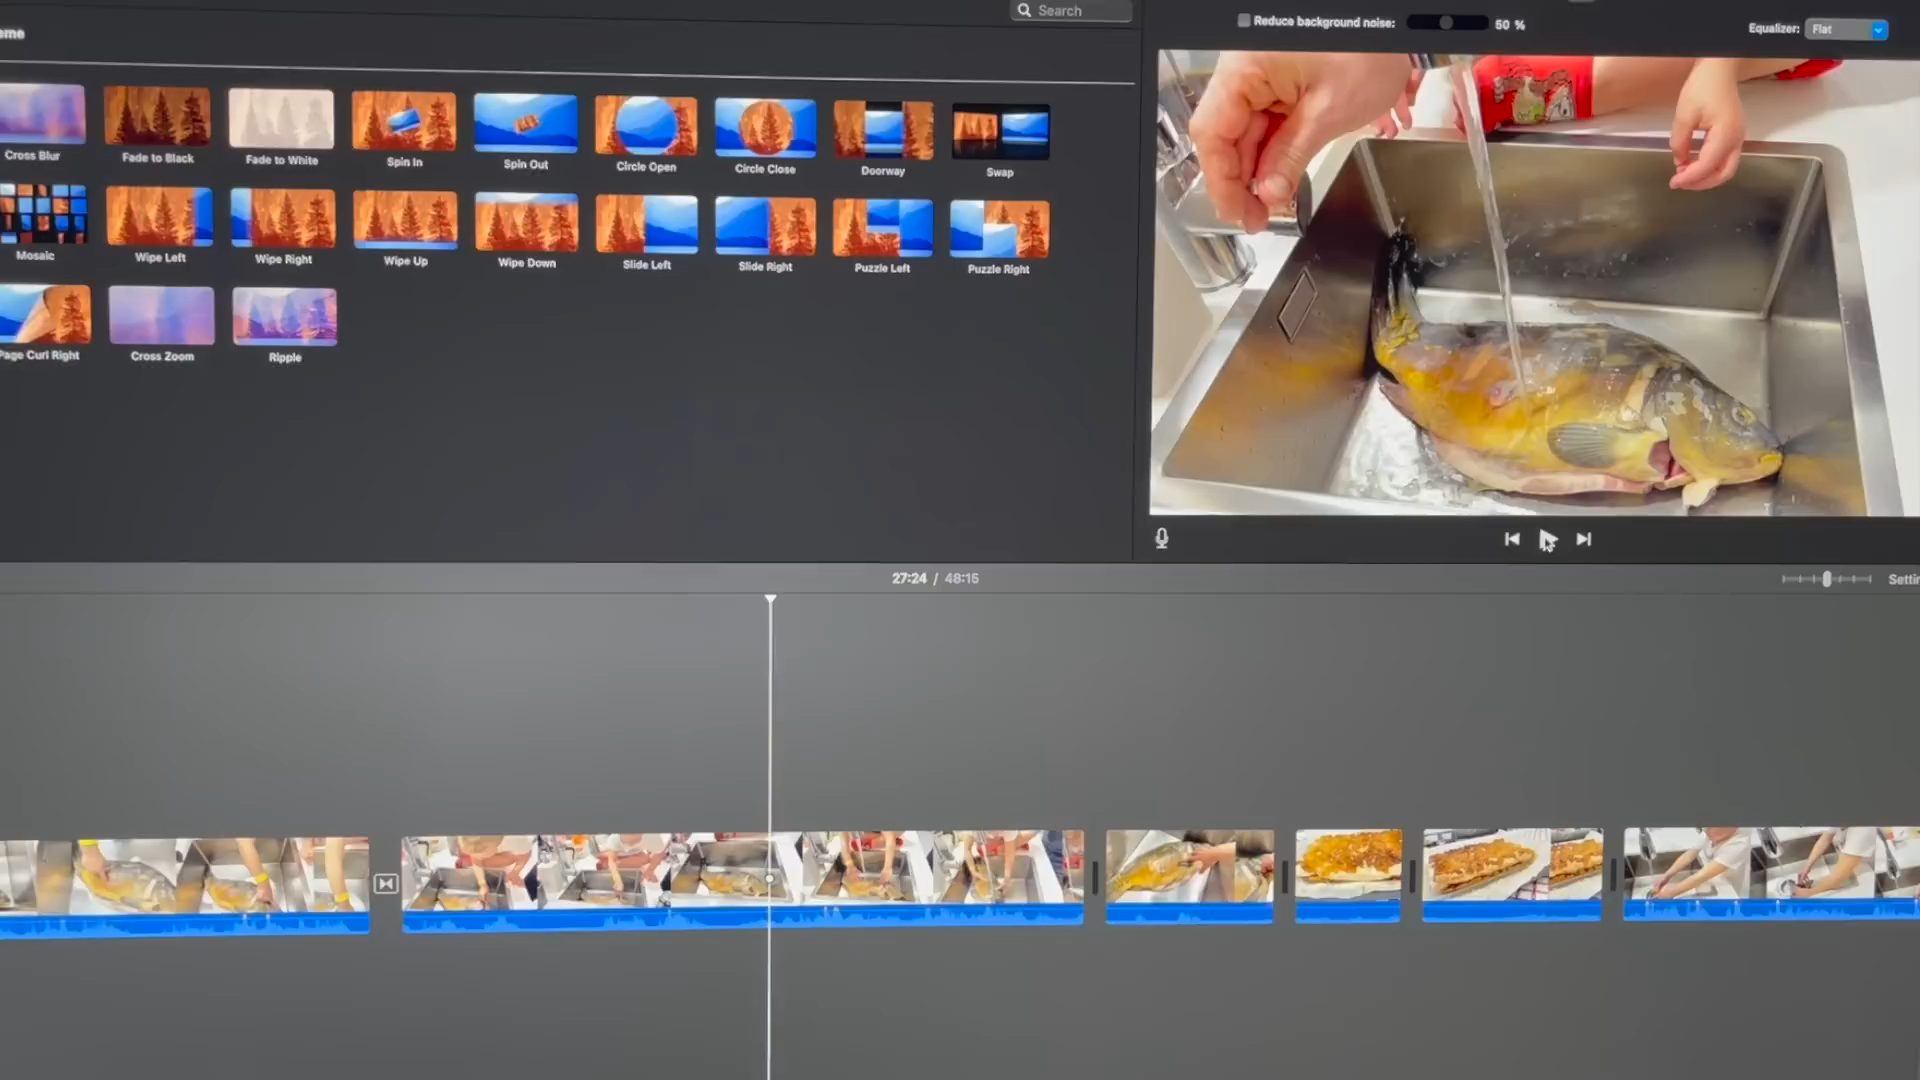 Search
eme
Reduce background noise:
50 %
Equalizer:
Flat
Cross Blur
Fade to Black
Fade to White
Spin In
Spin Out
Circle Open
Circle Close
Doorway
Swap
Mosaic
Wipe Left
Wipe Right
Wipe Up
Wipe Down
Slide Left
Slide Right
Puzzle Left
Puzzle Right
Page Curl Right
Cross Zoom
Ripple
27:24 / 48:15
Settin